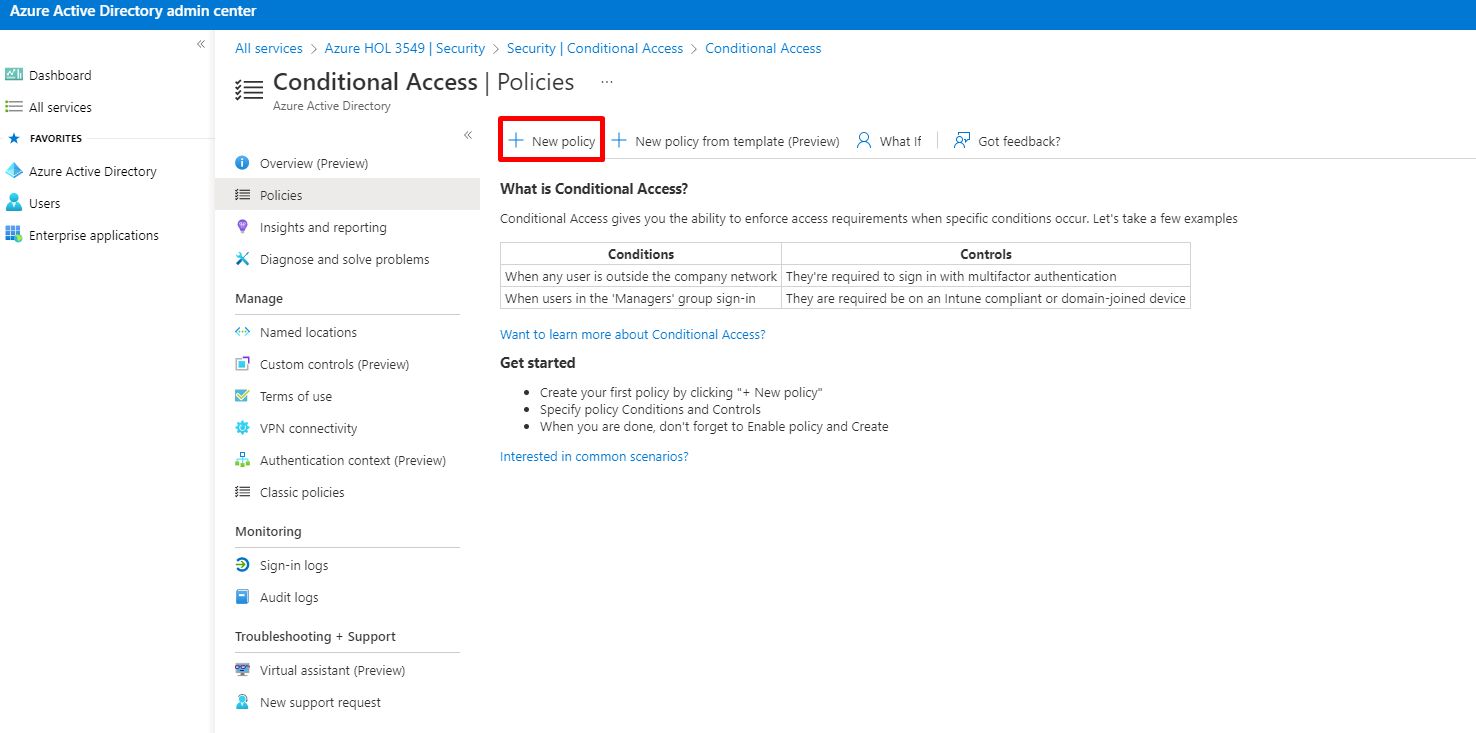 Azure Active Directory admin center
«
Dashboard
All services
FAVORITES
Azure Active Directory
Users
Enterprise applications
All services > Azure HOL 3549 | Security > Security | Conditional Access > Conditional Access
Conditional Access | Policies ...
Azure Active Directory
«
Overview (Preview)
Policies
Insights and reporting
Diagnose and solve problems
Manage
Named locations
Custom controls (Preview)
Terms of use
VPN connectivity
Authentication context (Preview)
Classic policies
Monitoring
Sign-in logs
Audit logs
Troubleshooting + Support
Virtual assistant (Preview)
New support request
+ New policy + New policy from template (Preview) What If | Got feedback?
What is Conditional Access?
Conditional Access gives you the ability to enforce access requirements when specific conditions occur. Let's take a few examples
Conditions Controls
When any user is outside the company network They're required to sign in with multifactor authentication
When users in the 'Managers' group sign-in They are required be on an Intune compliant or domain-joined device
Want to learn more about Conditional Access?
Get started
• Create your first policy by clicking "+ New policy"
• Specify policy Conditions and Controls
• When you are done, don't forget to Enable policy and Create
Interested in common scenarios?